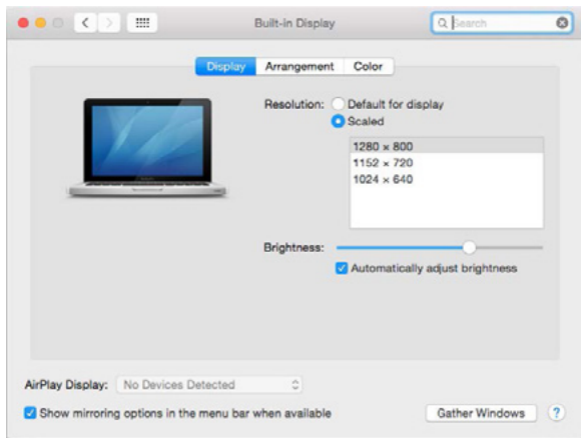 Built-in Display
Search
Display Arrangement Color
Resolution: Default for display
Scaled
1280 × 800
1152 × 720
1024 × 640
Brightness:
Automatically adjust brightness
AirPlay Display: No Devices Detected
Show mirroring options in the menu bar when available
Gather Windows ?